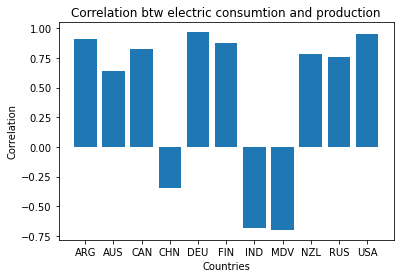 Correlation btw electric consumtion and production
1.00
0.75
0.50
0.25
0.00
−0.25
−0.50
−0.75
Correlation
ARG AUS CAN CHN DEU FIN IND MDV NZL RUS USA
Countries